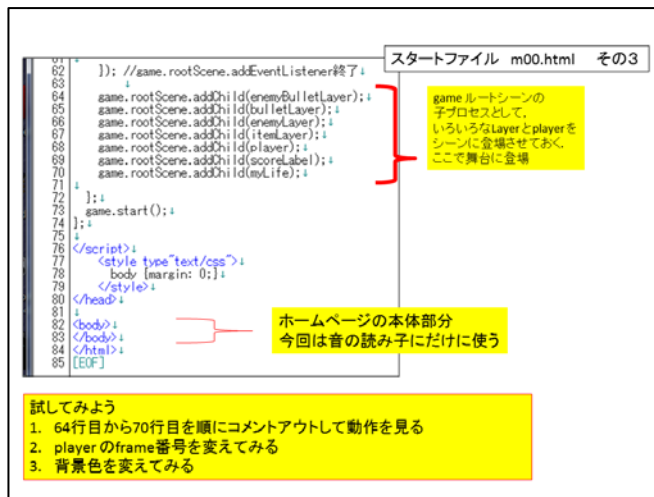 スタートファイル m00.html その3
61
62 ]); //game.rootScene.addEventListener終了↓
63 ↓
64 game.rootScene.addChild(enemyBulletLayer);↓
65 game.rootScene.addChild(bulletLayer);↓
66 game.rootScene.addChild(enemyLayer);↓
67 game.rootScene.addChild(itemLayer);↓
68 game.rootScene.addChild(player);↓
69 game.rootScene.addChild(scoreLabel);↓
70 game.rootScene.addChild(myLife);↓
71 ↓
72 };↓
73 game.start();↓
74 };↓
75 ↓
76 </script>↓
77 <style type"text/css">↓
78 body {margin: 0;}↓
79 </style>↓
80 </head>↓
81 ↓
82 <body>↓
83 </body>↓
84 </html>↓
85 [EOF]
game ルートシーンの
子プロセスとして.
いろいろなLayerとplayerを
シーンに登場させておく.
ここで舞台に登場
ホームページの本体部分
今回は音の読み子にだけに使う
試してみよう
1. 64行目から70行目を順にコメントアウトして動作を見る
2. player のframe番号を変えてみる
3. 背景色を変えてみる